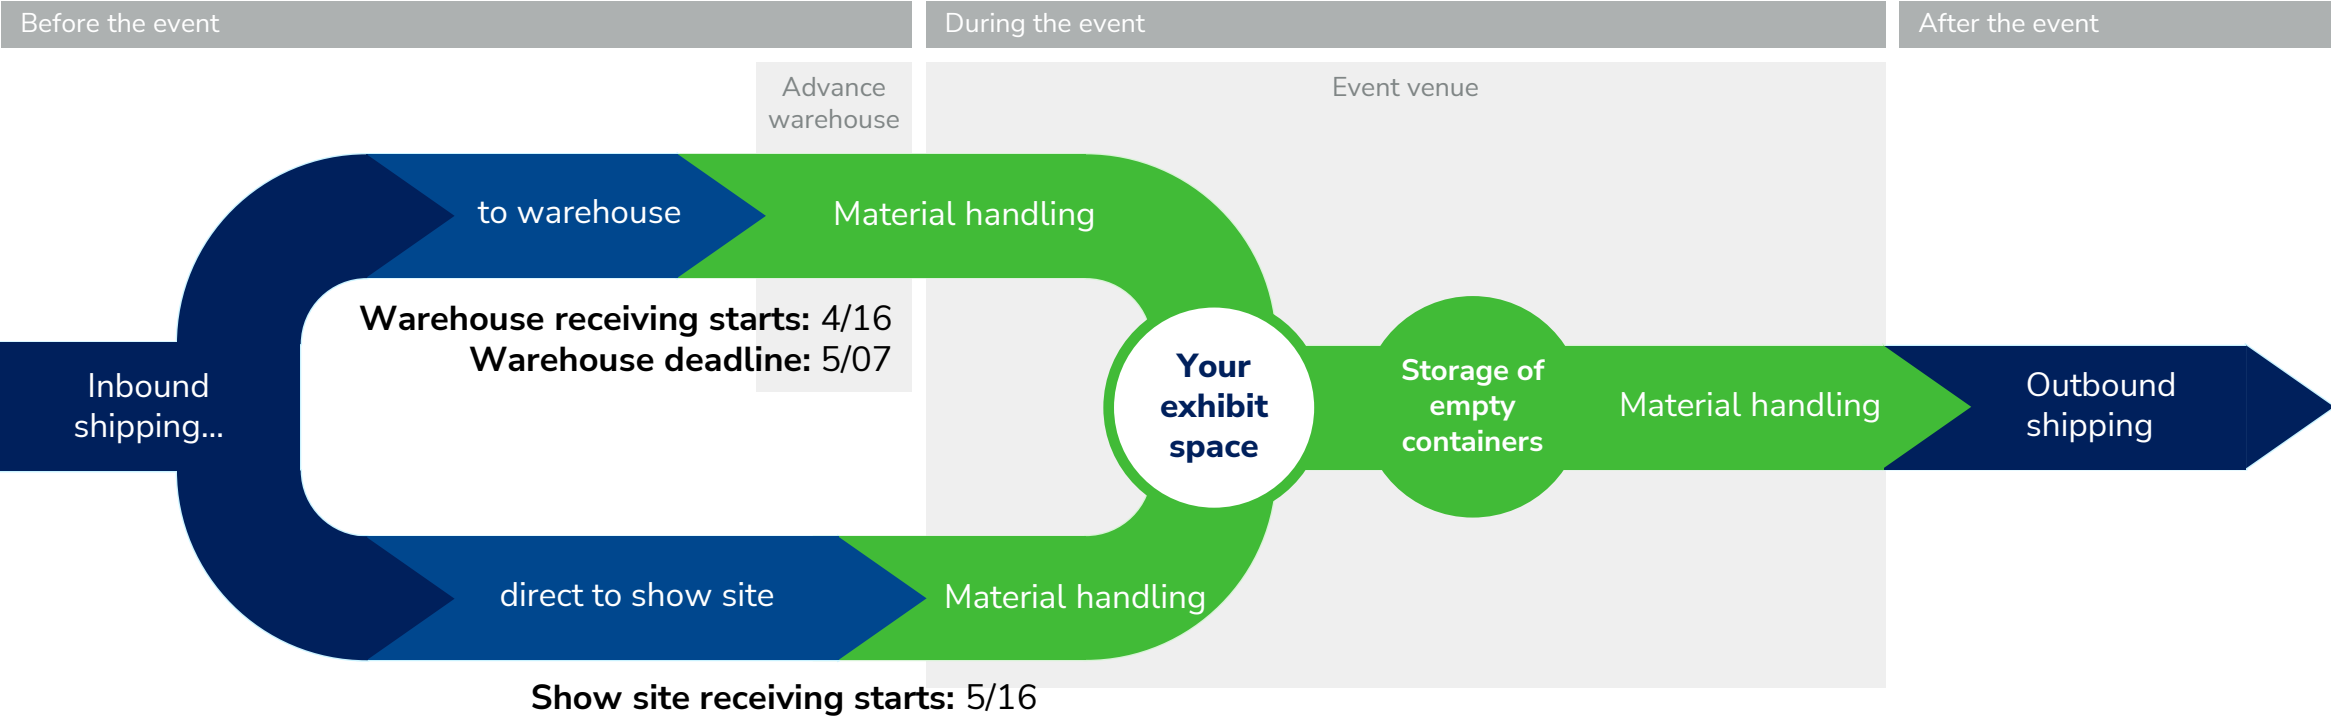 Before the event
During the event
After the event
Advance
warehouse
Event venue
to warehouse
Material handling
Warehouse receiving starts: 4/16
Warehouse deadline: 5/07
Inbound
shipping...
Your
exhibit
space
Storage of
empty
containers
Material handling
Outbound
shipping
direct to show site
Material handling
Show site receiving starts: 5/16